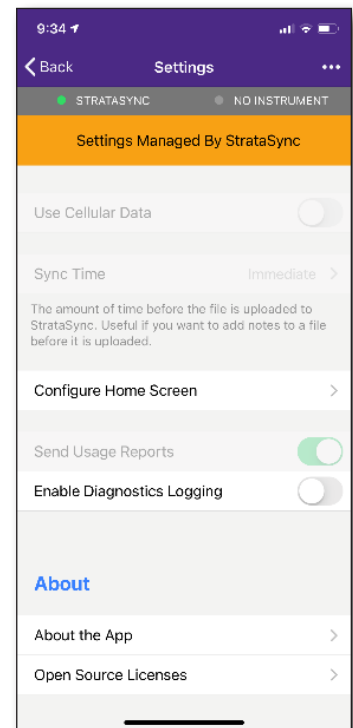 9:34
Back Settings
STRATASYNC NO INSTRUMENT
Settings Managed By StrataSync
Use Cellular Data
Sync Time Immediate
The amount of time before the file is uploaded to
StrataSync. Useful if you want to add notes to a file
before it is uploaded.
Configure Home Screen
Send Usage Reports
Enable Diagnostics Logging
About
About the App
Open Source Licenses